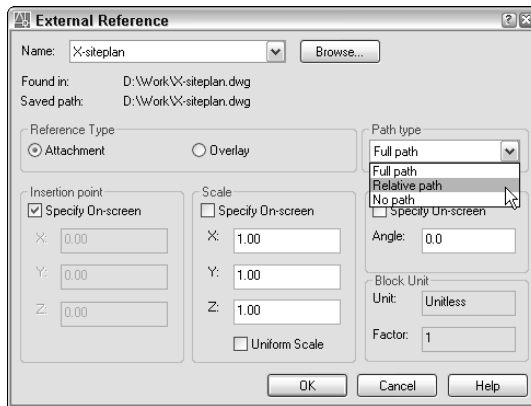 External Reference
Name: X-siteplan Browse...
Found in: D:\Work\X-siteplan.dwg
Saved path: D:\Work\X-siteplan.dwg
Reference Type
Attachment Overlay
Path type
Full path
Full path
Relative path
No path
Insertion point
Specify On-screen
X: 0.00
Y: 0.00
Z: 0.00
Scale
Specify On-screen
X: 1.00
Y: 1.00
Z: 1.00
Uniform Scale
Specify On-screen
Angle: 0.0
Block Unit
Unit: Unitless
Factor: 1
OK Cancel Help